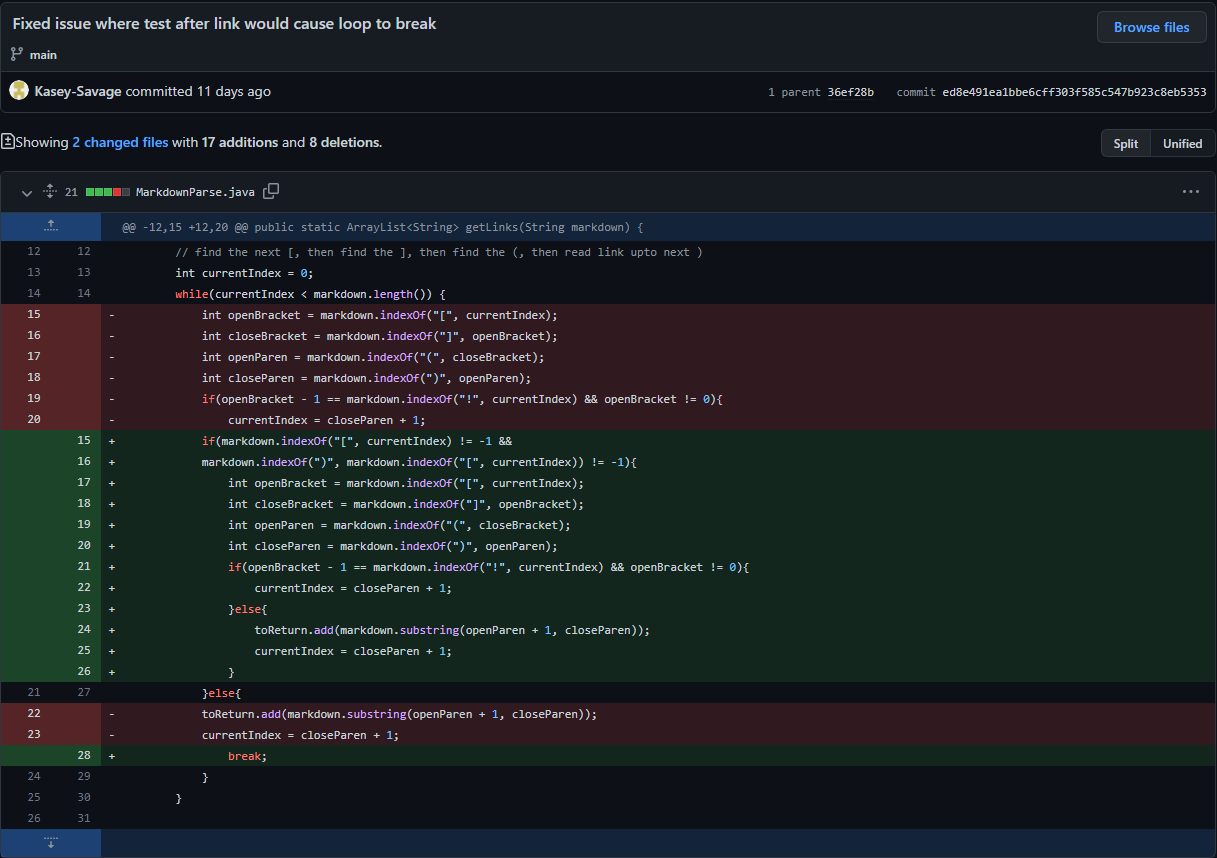 Fixed issue where test after link would cause loop to break
Browse files
main
Kasey-Savage committed 11 days ago
1 parent 36ef28b commit ed8e491ea1bbe6cff303f585c547b923c8eb5353
Showing 2 changed files with 17 additions and 8 deletions.
Split Unified
21 MarkdownParse.java
@@ -12,15 +12,20 @@ public static ArrayList<String> getLinks(String markdown) {
12 12 // find the next [, then find the ], then find the (, then read link upto next )
13 13 int currentIndex = 0;
14 14 while(currentIndex < markdown.length()) {
15 - int openBracket = markdown.indexOf("[", currentIndex);
16 - int closeBracket = markdown.indexOf("]", openBracket);
17 - int openParen = markdown.indexOf("(", closeBracket);
18 - int closeParen = markdown.indexOf(")", openParen);
19 - if(openBracket - 1 == markdown.indexOf("!", currentIndex) && openBracket != 0){
20 - currentIndex = closeParen + 1;
15 + if(markdown.indexOf("[", currentIndex) != -1 &&
16 + markdown.indexOf(")", markdown.indexOf("[", currentIndex)) != -1){
17 + int openBracket = markdown.indexOf("[", currentIndex);
18 + int closeBracket = markdown.indexOf("]", openBracket);
19 + int openParen = markdown.indexOf("(", closeBracket);
20 + int closeParen = markdown.indexOf(")", openParen);
21 + if(openBracket - 1 == markdown.indexOf("!", currentIndex) && openBracket != 0){
22 + currentIndex = closeParen + 1;
23 + }else{
24 + toReturn.add(markdown.substring(openParen + 1, closeParen));
25 + currentIndex = closeParen + 1;
26 + }
21 27 }else{
22 - toReturn.add(markdown.substring(openParen + 1, closeParen));
23 - currentIndex = closeParen + 1;
28 + break;
24 29 }
25 30 }
26 31